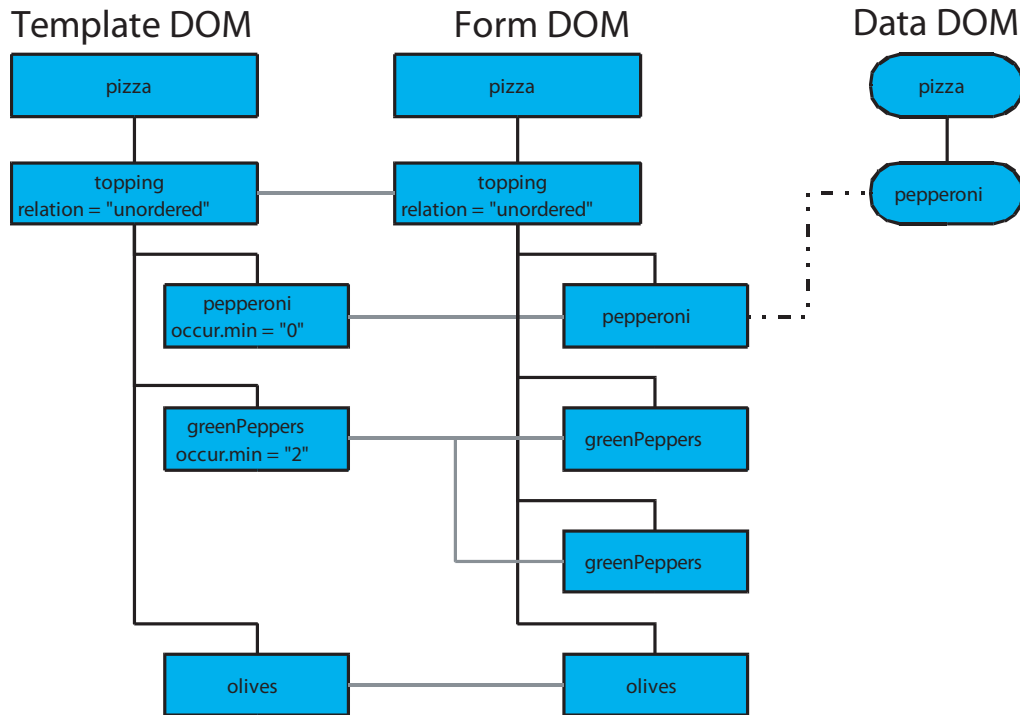 Template DOM
Form DOM
Data DOM
pizza
pizza
pizza
topping
relation = "unordered"
topping
relation = "unordered"
pepperoni
pepperoni
occur.min = "0"
pepperoni
greenPeppers
occur.min = "2"
greenPeppers
greenPeppers
olives
olives